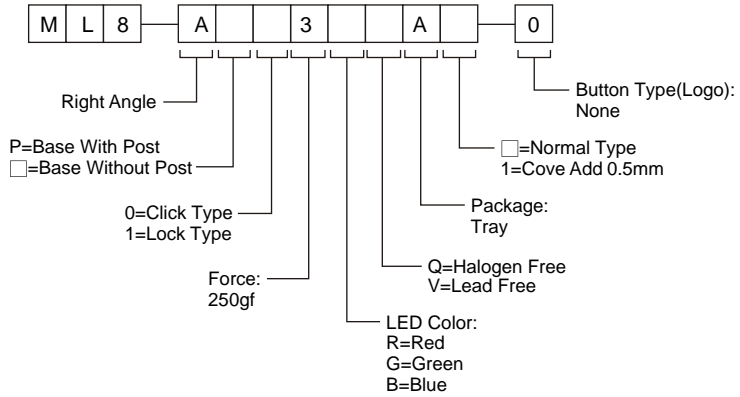 M L 8 A 3 A 0
Right Angle
Button Type(Logo):
None
P=Base With Post
□=Base Without Post
□=Normal Type
1=Cove Add 0.5mm
0=Click Type
1=Lock Type
Package:
Tray
Force:
250gf
Q=Halogen Free
V=Lead Free
LED Color:
R=Red
G=Green
B=Blue